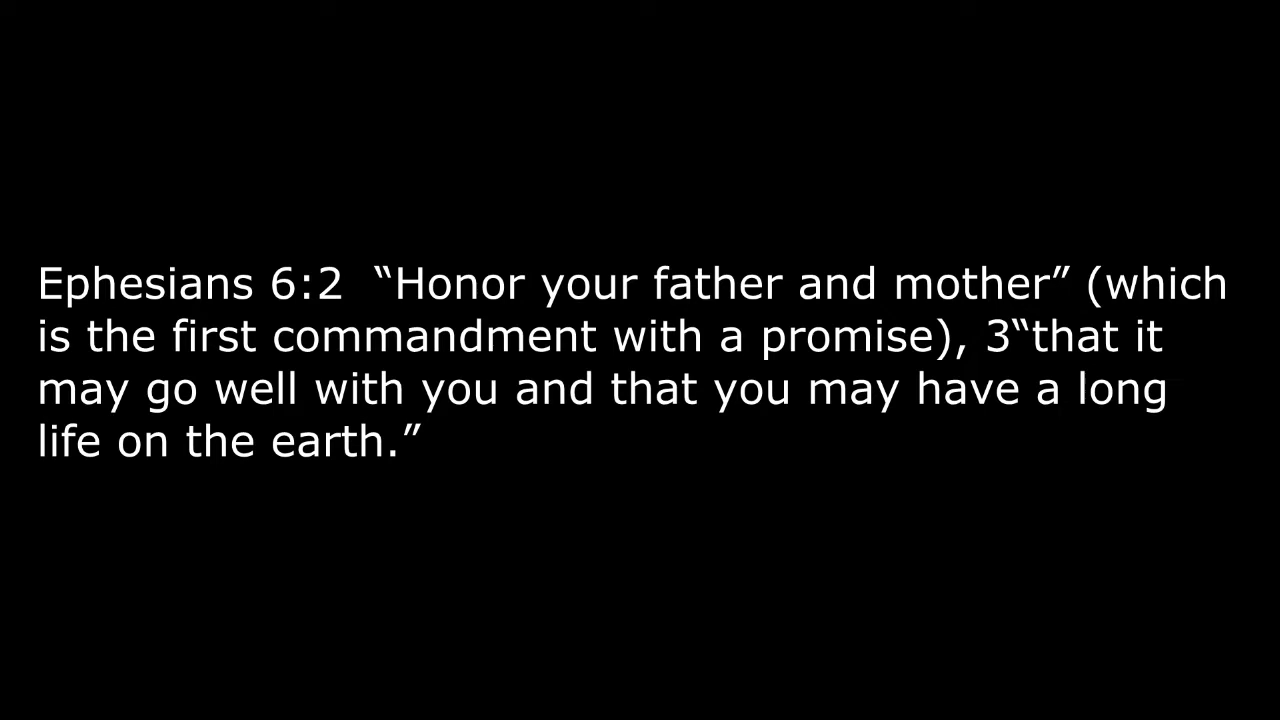 Ephesians 6:2  “Honor your father and mother” (which
is the first commandment with a promise), 3“that it
may go well with you and that you may have a long
life on the earth.”